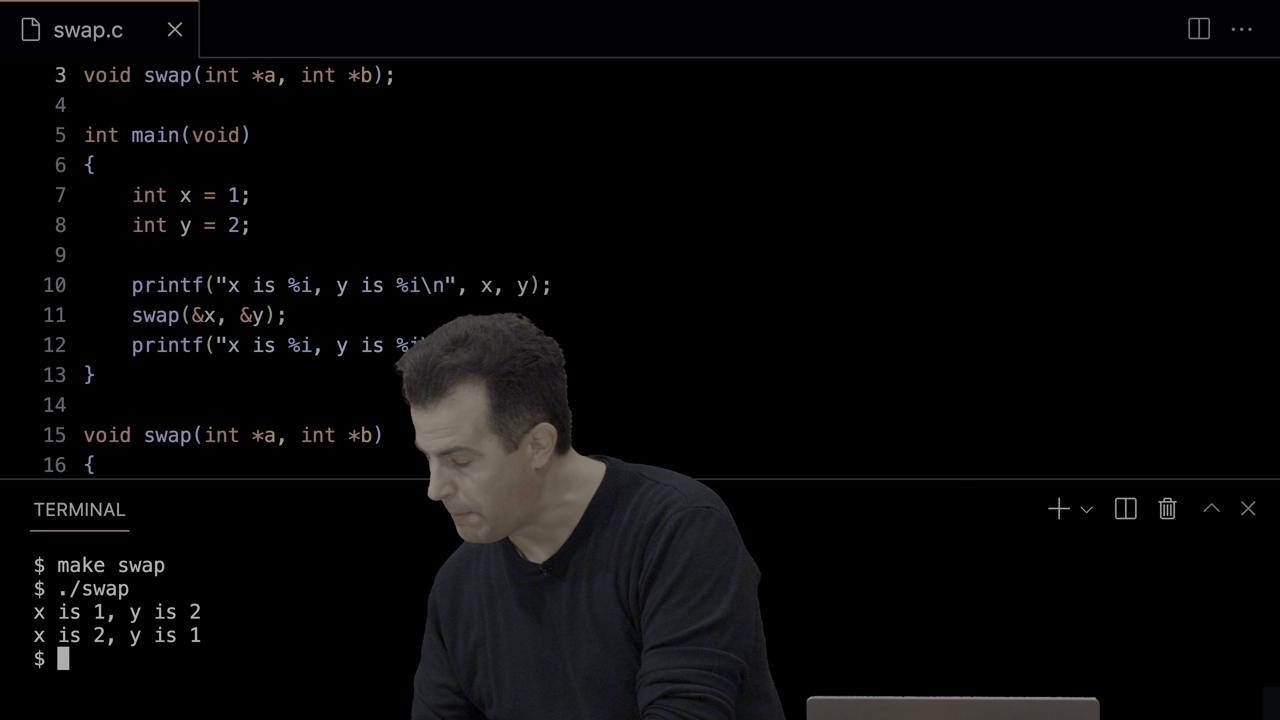 swap.c
3 void swap(int *a, int *b);
4
5 int main(void)
6 {
7 int x = 1;
8 int y = 2;
9
10 printf("x is %i, y is %i\n", x, y);
11 swap(&x, &y);
12 printf("x is %i, y is
13 }
14
15 void swap(int *a, int *b)
16 {
TERMINAL
$ make swap
$ ./swap
x is 1, y is 2
x is 2, y is 1
$